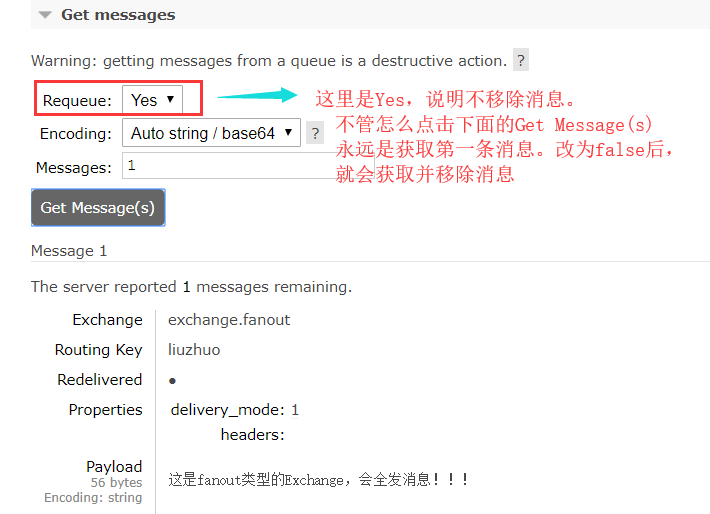 Get messages
Warning: getting messages from a queue is a destructive action. ?
Requeue: Yes
这里是Yes，说明不移除消息。
不管怎么点击下面的Get Message(s)
永远是获取第一条消息。改为false后，
就会获取并移除消息
Encoding: Auto string / base64 ?
Messages: 1
Get Message(s)
Message 1
The server reported 1 messages remaining.
Exchange exchange.fanout
Routing Key liuzhuo
Redelivered ●
Properties delivery_mode: 1
headers:
Payload
56 bytes
Encoding: string
这是fanout类型的Exchange，会全发消息！！！